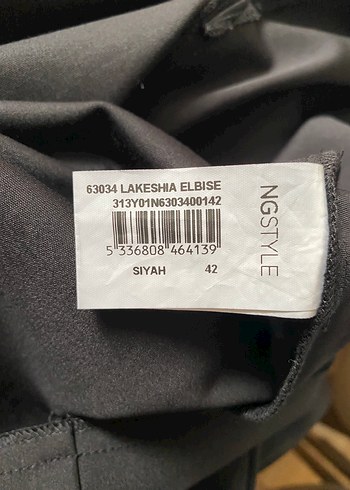 63034 LAKESHIA ELBISE
313Y01N6303400142
5 336808 464139
SIYAH 42
NGSTYLE